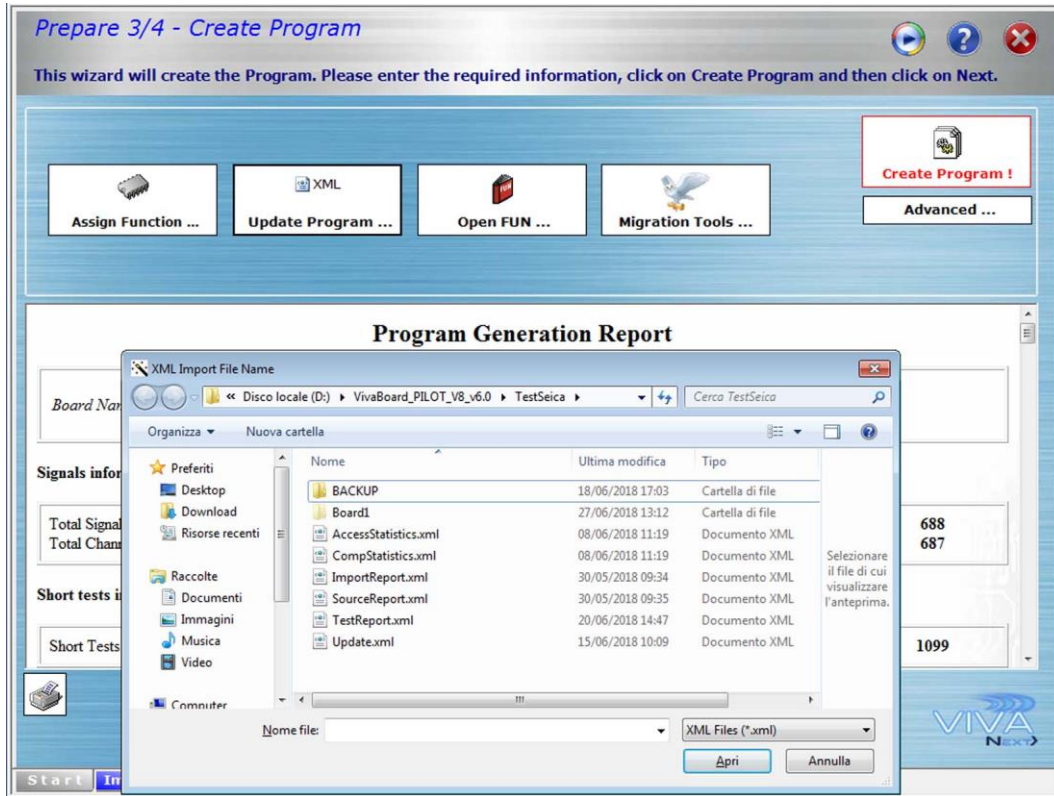 Prepare 3/4 - Create Program
This wizard will create the Program. Please enter the required information, click on Create Program and then click on Next.
XML
Create Program !
Assign Function ...
Update Program ...
Open FUN ...
Migration Tools ...
Advanced ...
Program Generation Report
XML Import File Name
« Disco locale (D:) VivaBoard_PILOT_V8_v6.0 TestSeica
Cerca TestSeica
Board Nam
Organizza
Nuova cartella
Signals infor
Preferiti
Desktop
Download
Risorse recenti
Raccolte
Documenti
Immagini
Musica
Video
Computer
Nome Ultima modifica Tipo
BACKUP 18/06/2018 17:03 Cartella di file
Board1 27/06/2018 13:12 Cartella di file
AccessStatistics.xml 08/06/2018 11:19 Documento XML
CompStatistics.xml 08/06/2018 11:19 Documento XML
ImportReport.xml 30/05/2018 09:34 Documento XML
SourceReport.xml 30/05/2018 09:35 Documento XML
TestReport.xml 20/06/2018 14:47 Documento XML
Update.xml 15/06/2018 10:09 Documento XML
Selezionare
il file di cui
visualizzare
l'anteprima.
Total Signal 688
Total Chann 687
Short tests i
Short Tests 1099
Nome file:
XML Files (*.xml)
Apri
Annulla
VIVA
NEXT
Start
Im